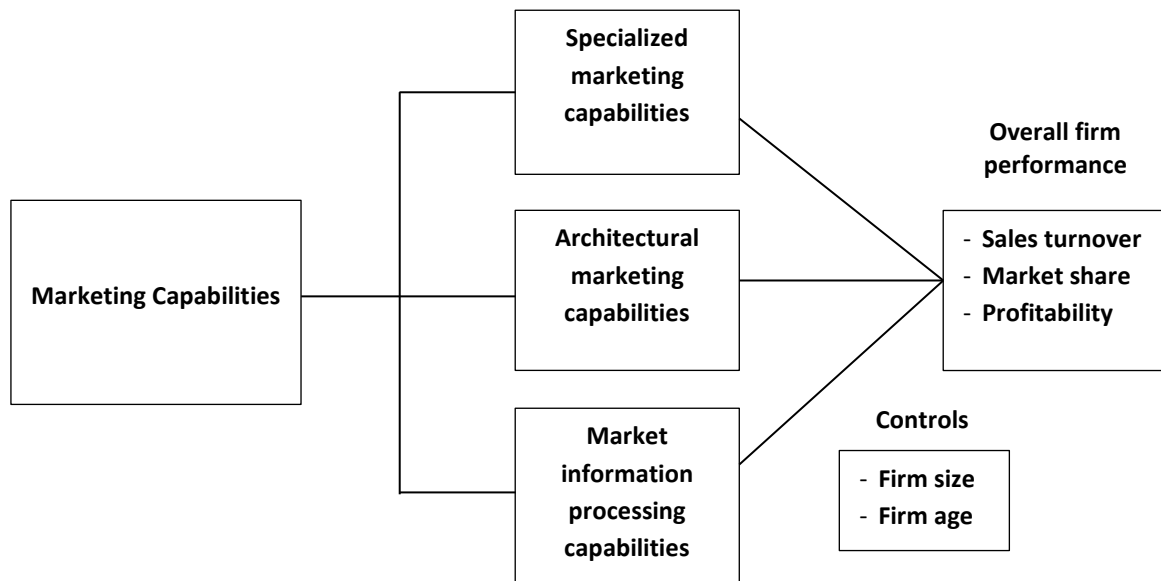 Marketing Capabilities
Specialized
marketing
capabilities
Architectural
marketing
capabilities
Market
information
processing
capabilities
Overall firm
performance
- Sales turnover
- Market share
- Profitability
Controls
- Firm size
- Firm age